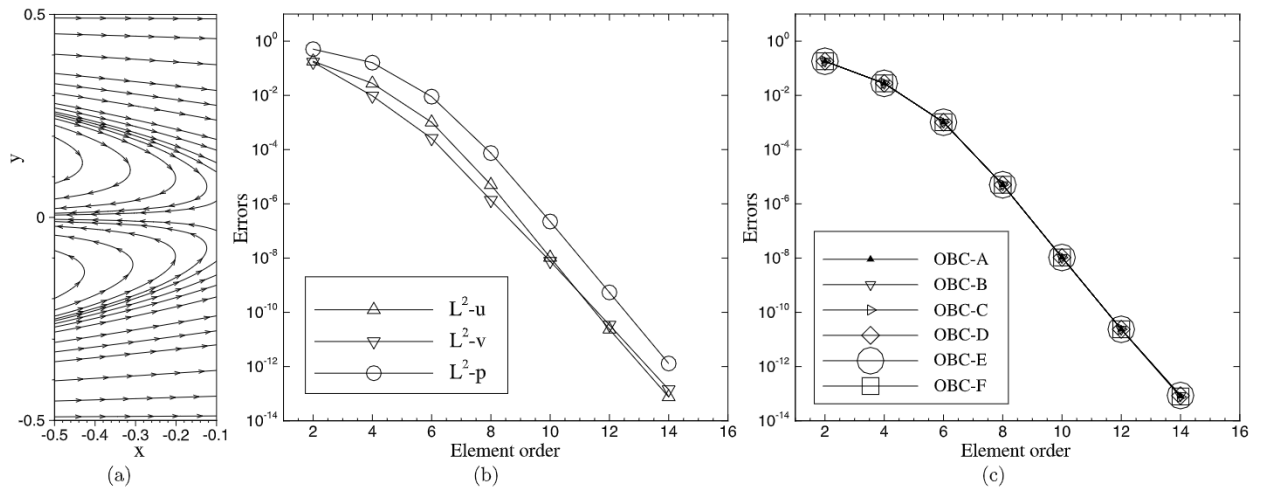 0.5
y
0
-0.5
-0.5 -0.4 -0.3 -0.2 -0.1
x
(a)
Errors
10^0
10^-2
10^-4
10^-6
10^-8
10^-10
10^-12
10^-14
L^2-u
L^2-v
L^2-p
2 4 6 8 10 12 14 16
Element order
(b)
Errors
10^0
10^-2
10^-4
10^-6
10^-8
10^-10
10^-12
10^-14
OBC-A
OBC-B
OBC-C
OBC-D
OBC-E
OBC-F
2 4 6 8 10 12 14 16
Element order
(c)